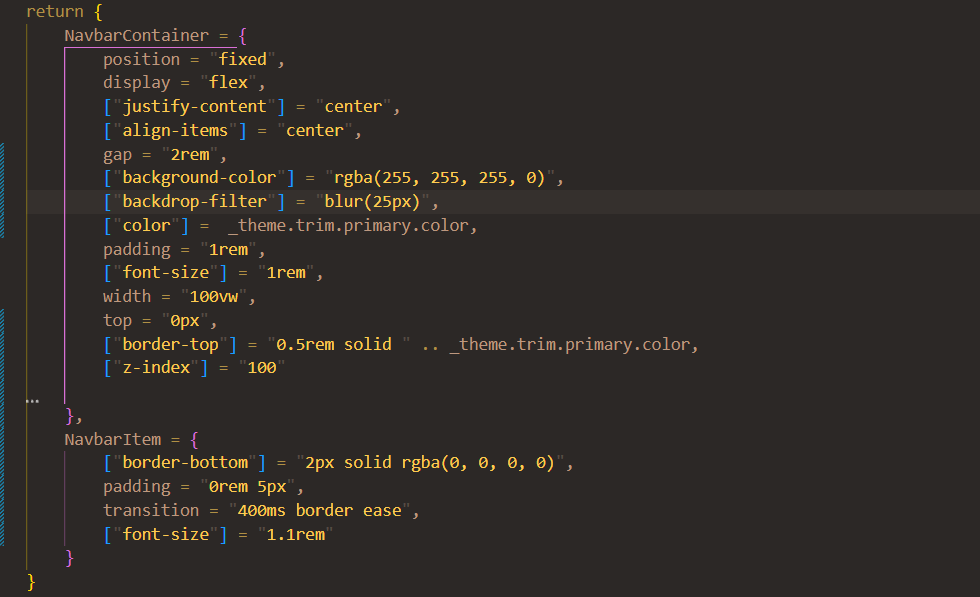 return {
    NavbarContainer = {
        position = "fixed",
        display = "flex",
        ["justify-content"] = "center",
        ["align-items"] = "center",
        gap = "2rem",
        ["background-color"] = "rgba(255, 255, 255, 0)",
        ["backdrop-filter"] = "blur(25px)",
        ["color"] =  _theme.trim.primary.color,
        padding = "1rem",
        ["font-size"] = "1rem",
        width = "100vw",
        top = "0px",
        ["border-top"] = "0.5rem solid " .. _theme.trim.primary.color,
        ["z-index"] = "100"
...
    },
    NavbarItem = {
        ["border-bottom"] = "2px solid rgba(0, 0, 0, 0)",
        padding = "0rem 5px",
        transition = "400ms border ease",
        ["font-size"] = "1.1rem"
    }
}